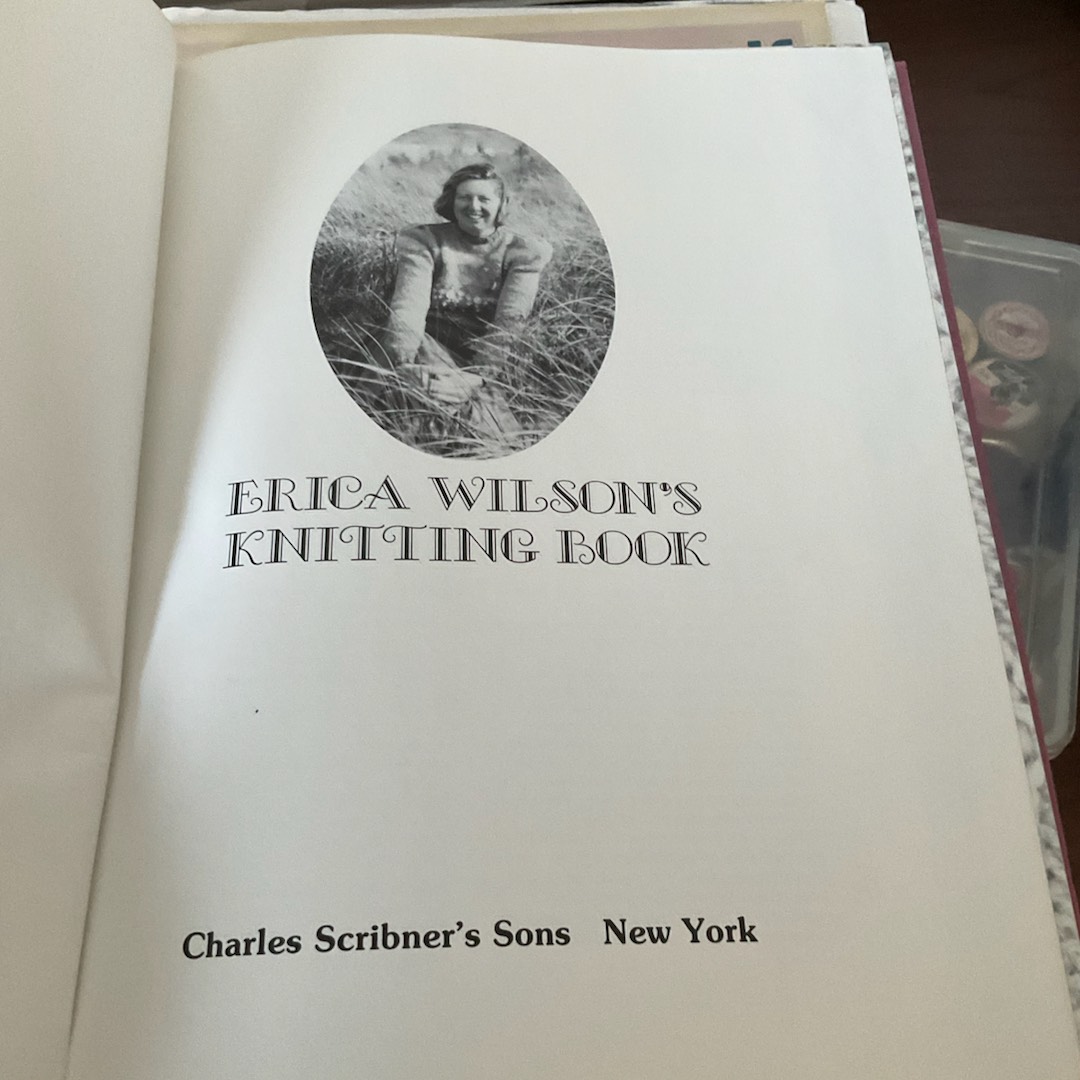 ERICA WILSON'S
KNITTING BOOK
Charles Scribner's Sons New York